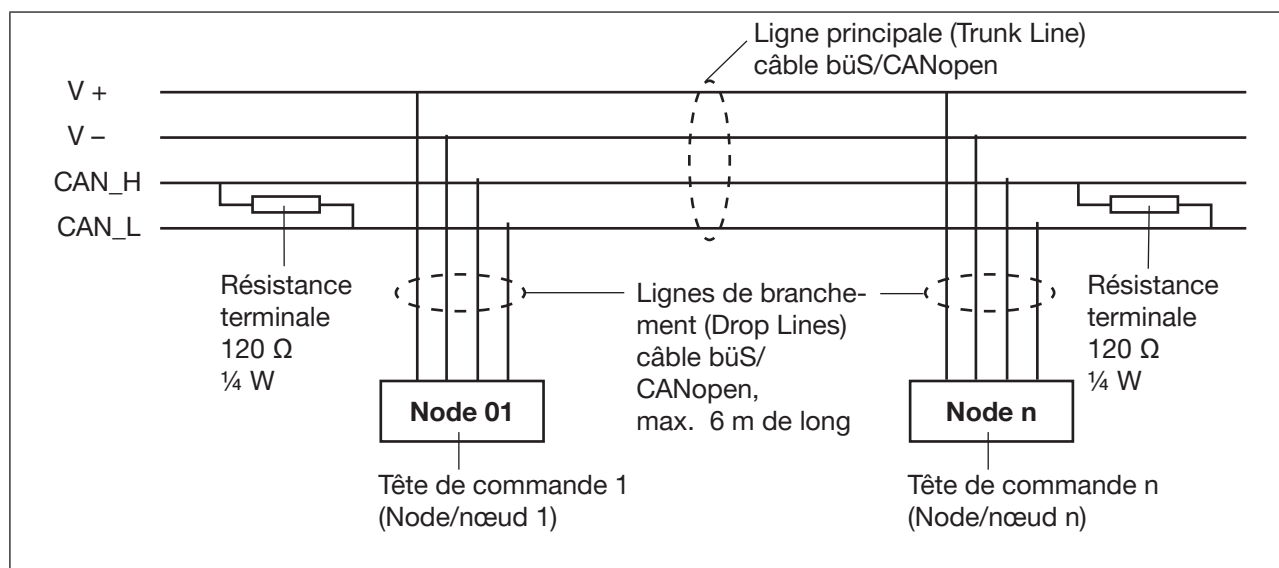 Ligne principale (Trunk Line)
câble büS/CANopen
V +
V –
CAN_H
CAN_L
Résistance
terminale
120 Ω
¼ W
Lignes de branche-
ment (Drop Lines)
câble büS/
CANopen,
max. 6 m de long
Résistance
terminale
120 Ω
¼ W
Node 01
Node n
Tête de commande 1
(Node/nœud 1)
Tête de commande n
(Node/nœud n)